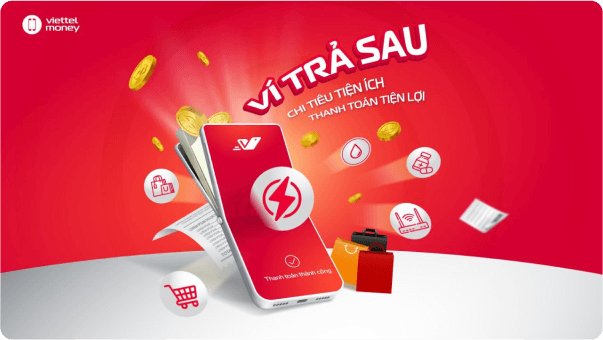 viettel
money
VÍ TRẢ SAU
CHI TIÊU TIỆN ÍCH
THANH TOÁN TIỆN LỢI
Thanh toán thành công